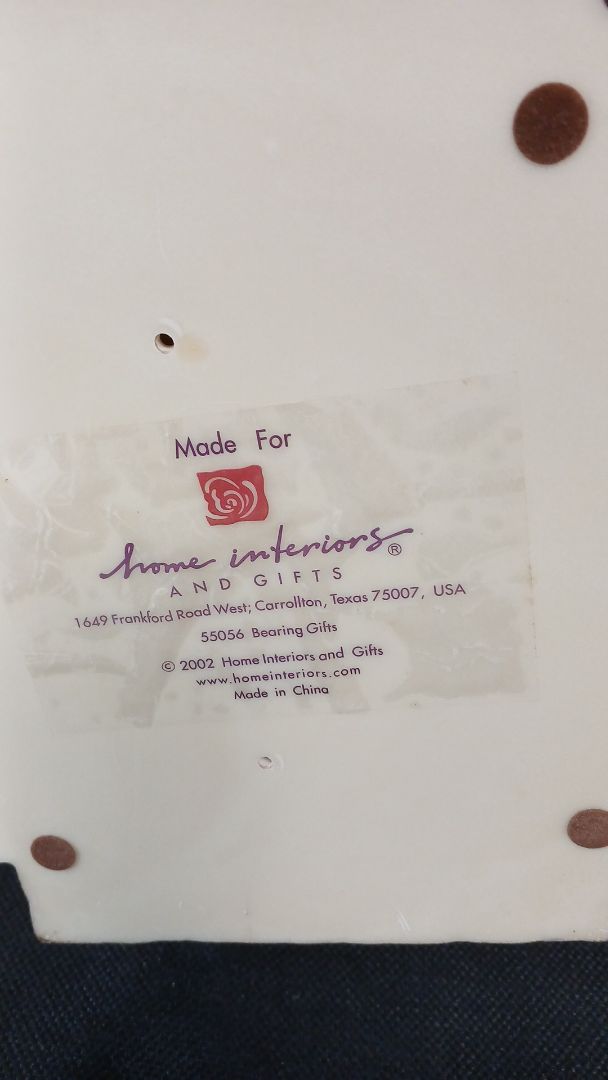 Made For
home interiors®
AND GIFTS
1649 Frankford Road West; Carrollton, Texas 75007, USA
55056 Bearing Gifts
© 2002 Home Interiors and Gifts
www.homeinteriors.com
Made in China